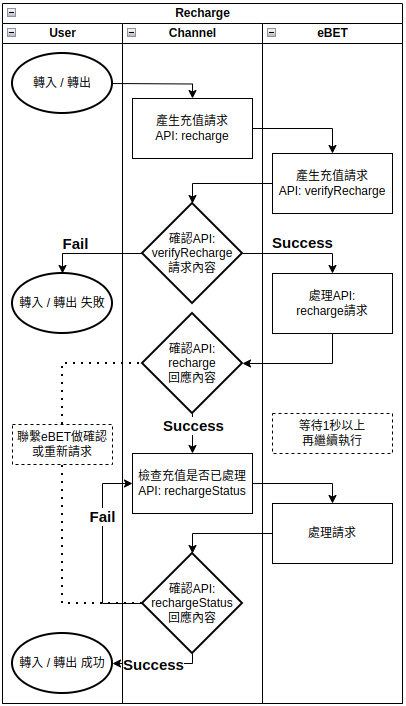 Recharge
User
Channel
eBET
轉入 / 轉出
產生充值請求
API: recharge
產生充值請求
API: verifyRecharge
確認API:
verifyRecharge
請求內容
Fail
Success
轉入 / 轉出 失敗
處理API:
recharge請求
確認API:
recharge
回應內容
Success
等待1秒以上
再繼續執行
聯繫eBET做確認
或重新請求
檢查充值是否已處理
API: rechargeStatus
Fail
處理請求
確認API:
rechargeStatus
回應內容
轉入 / 轉出 成功
Success